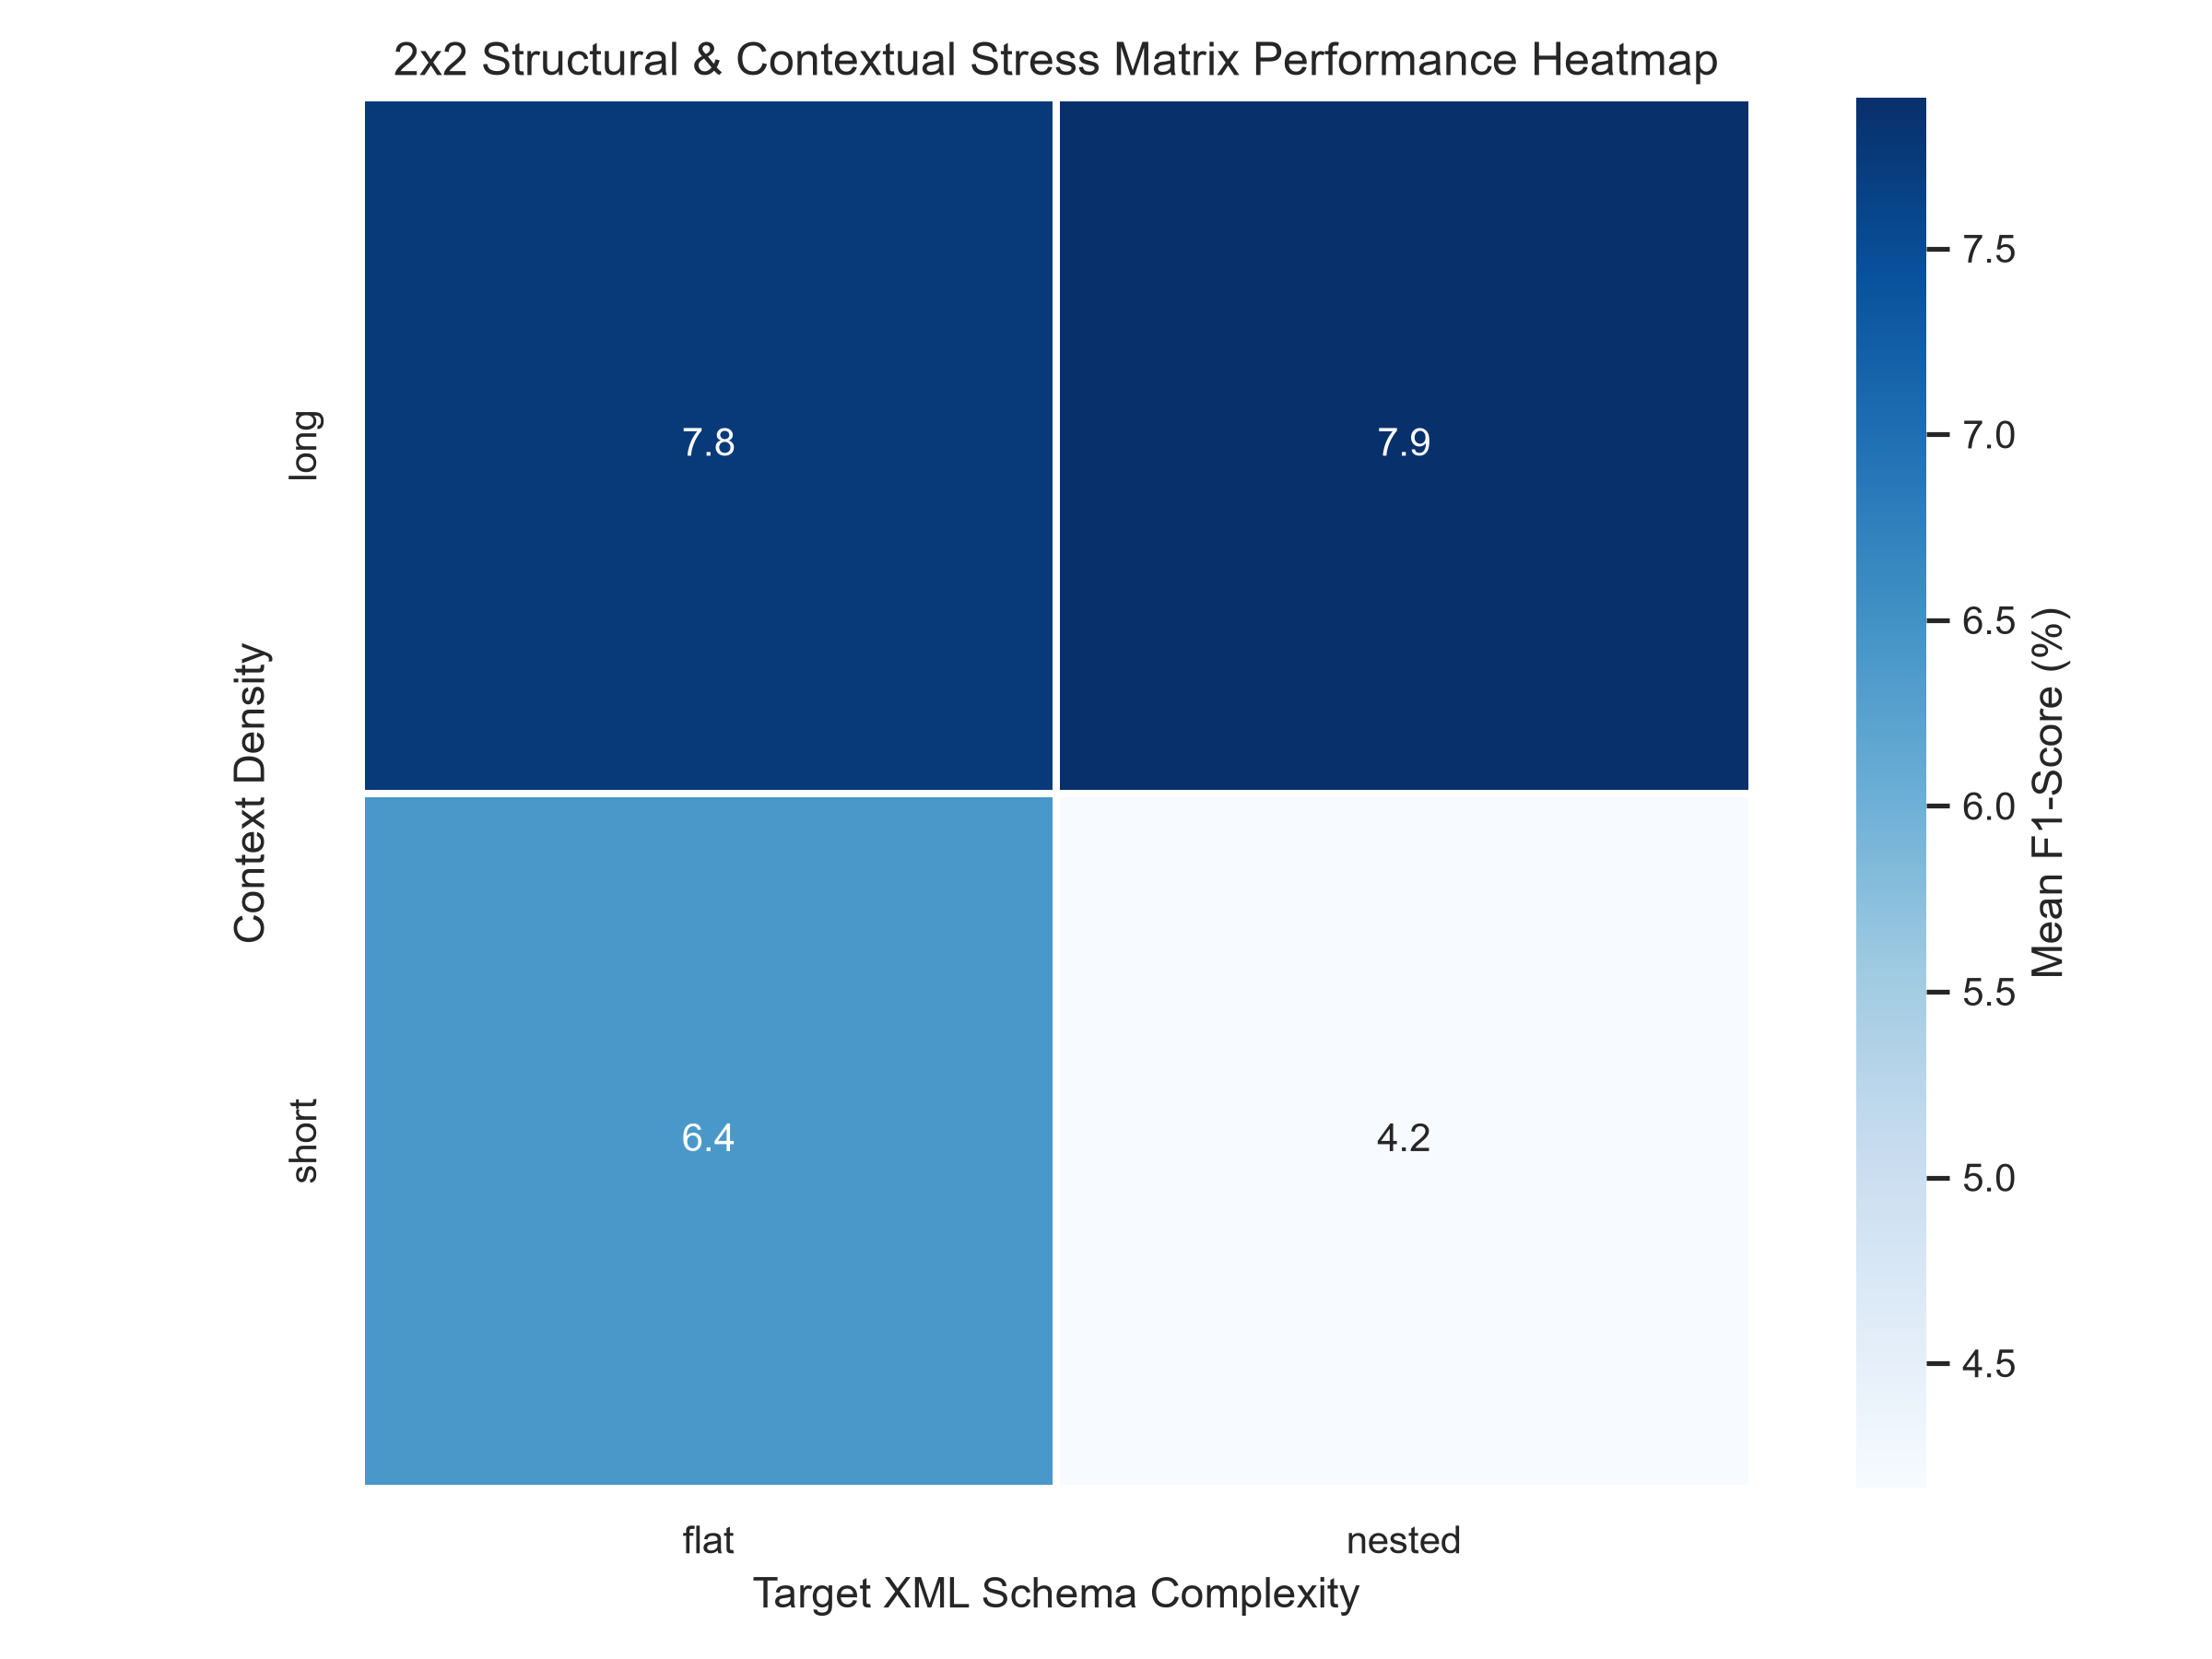 2x2 Structural & Contextual Stress Matrix Performance Heatmap
Context Density
long
short
7.8
7.9
6.4
4.2
flat
nested
Target XML Schema Complexity
7.5
7.0
6.5
6.0
5.5
5.0
4.5
Mean F1-Score (%)